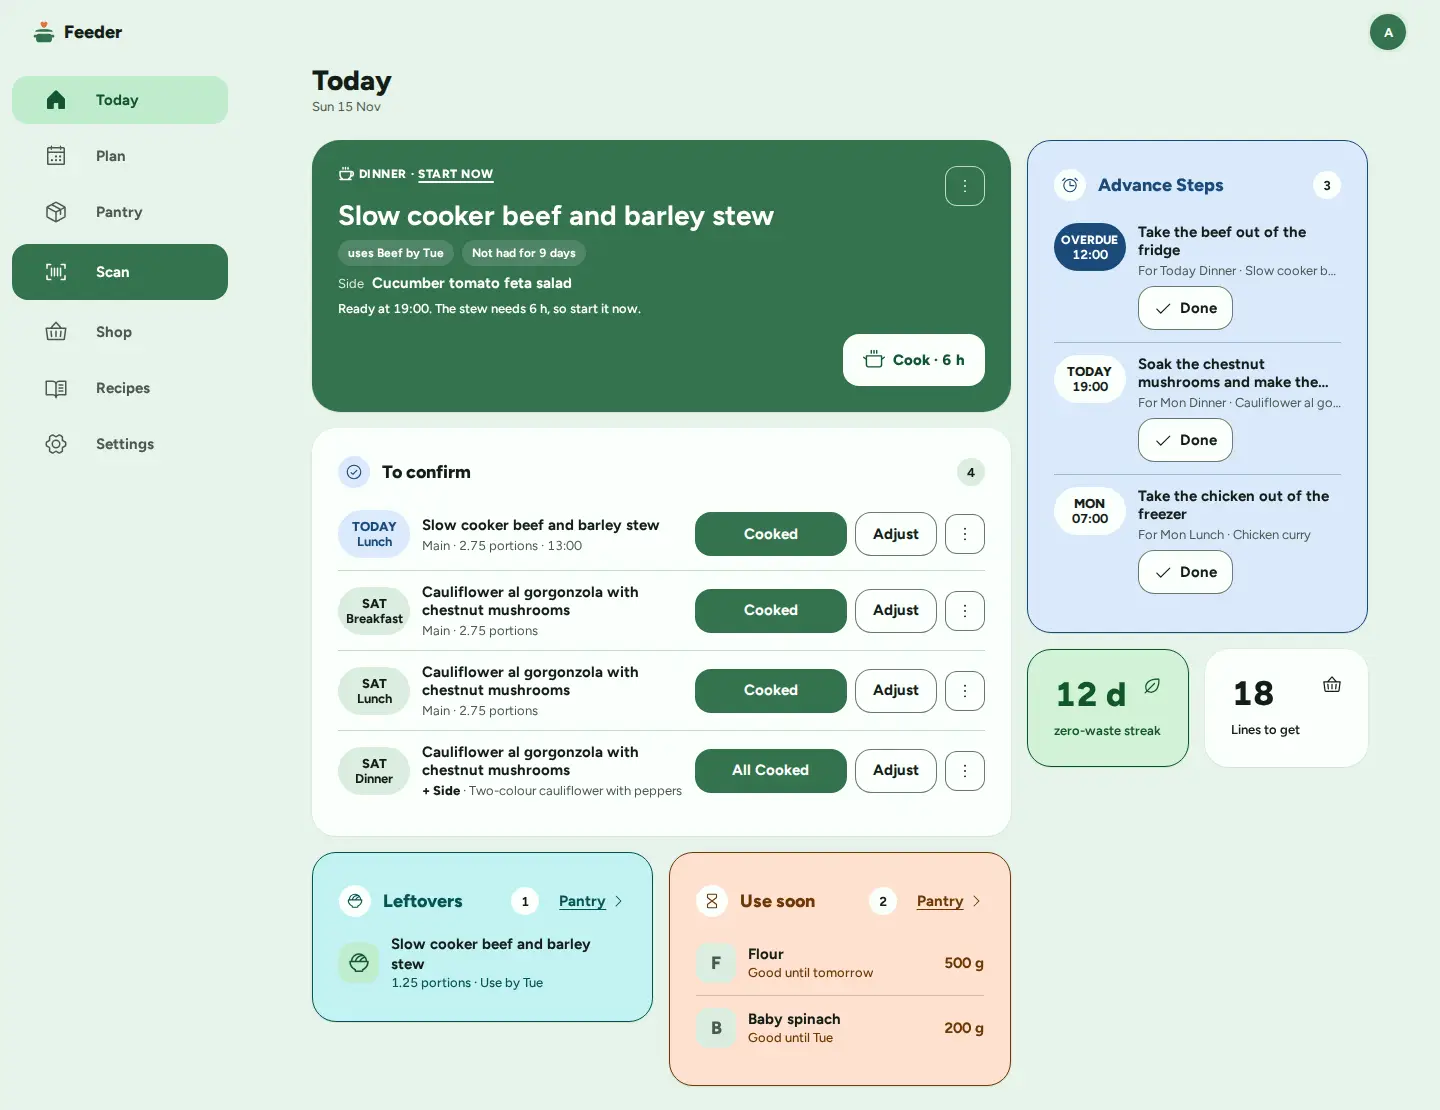 Feeder
A
Today
Plan
Pantry
Scan
Shop
Recipes
Settings
Today
Sun 15 Nov
DINNER · START NOW
Slow cooker beef and barley stew
uses Beef by Tue
Not had for 9 days
Side Cucumber tomato feta salad
Ready at 19:00. The stew needs 6 h, so start it now.
Cook · 6 h
To confirm
4
TODAY
Lunch
Slow cooker beef and barley stew
Main · 2.75 portions · 13:00
Cooked
Adjust
SAT
Breakfast
Cauliflower al gorgonzola with
chestnut mushrooms
Main · 2.75 portions
Cooked
Adjust
SAT
Lunch
Cauliflower al gorgonzola with
chestnut mushrooms
Main · 2.75 portions
Cooked
Adjust
SAT
Dinner
Cauliflower al gorgonzola with
chestnut mushrooms
+ Side · Two-colour cauliflower with peppers
All Cooked
Adjust
Leftovers
1
Pantry
Slow cooker beef and barley
stew
1.25 portions · Use by Tue
Use soon
2
Pantry
F
Flour
Good until tomorrow
500 g
B
Baby spinach
Good until Tue
200 g
Advance Steps
3
OVERDUE
12:00
Take the beef out of the
fridge
For Today Dinner · Slow cooker b...
Done
TODAY
19:00
Soak the chestnut
mushrooms and make the...
For Mon Dinner · Cauliflower al go...
Done
MON
07:00
Take the chicken out of the
freezer
For Mon Lunch · Chicken curry
Done
12 d
zero-waste streak
18
Lines to get